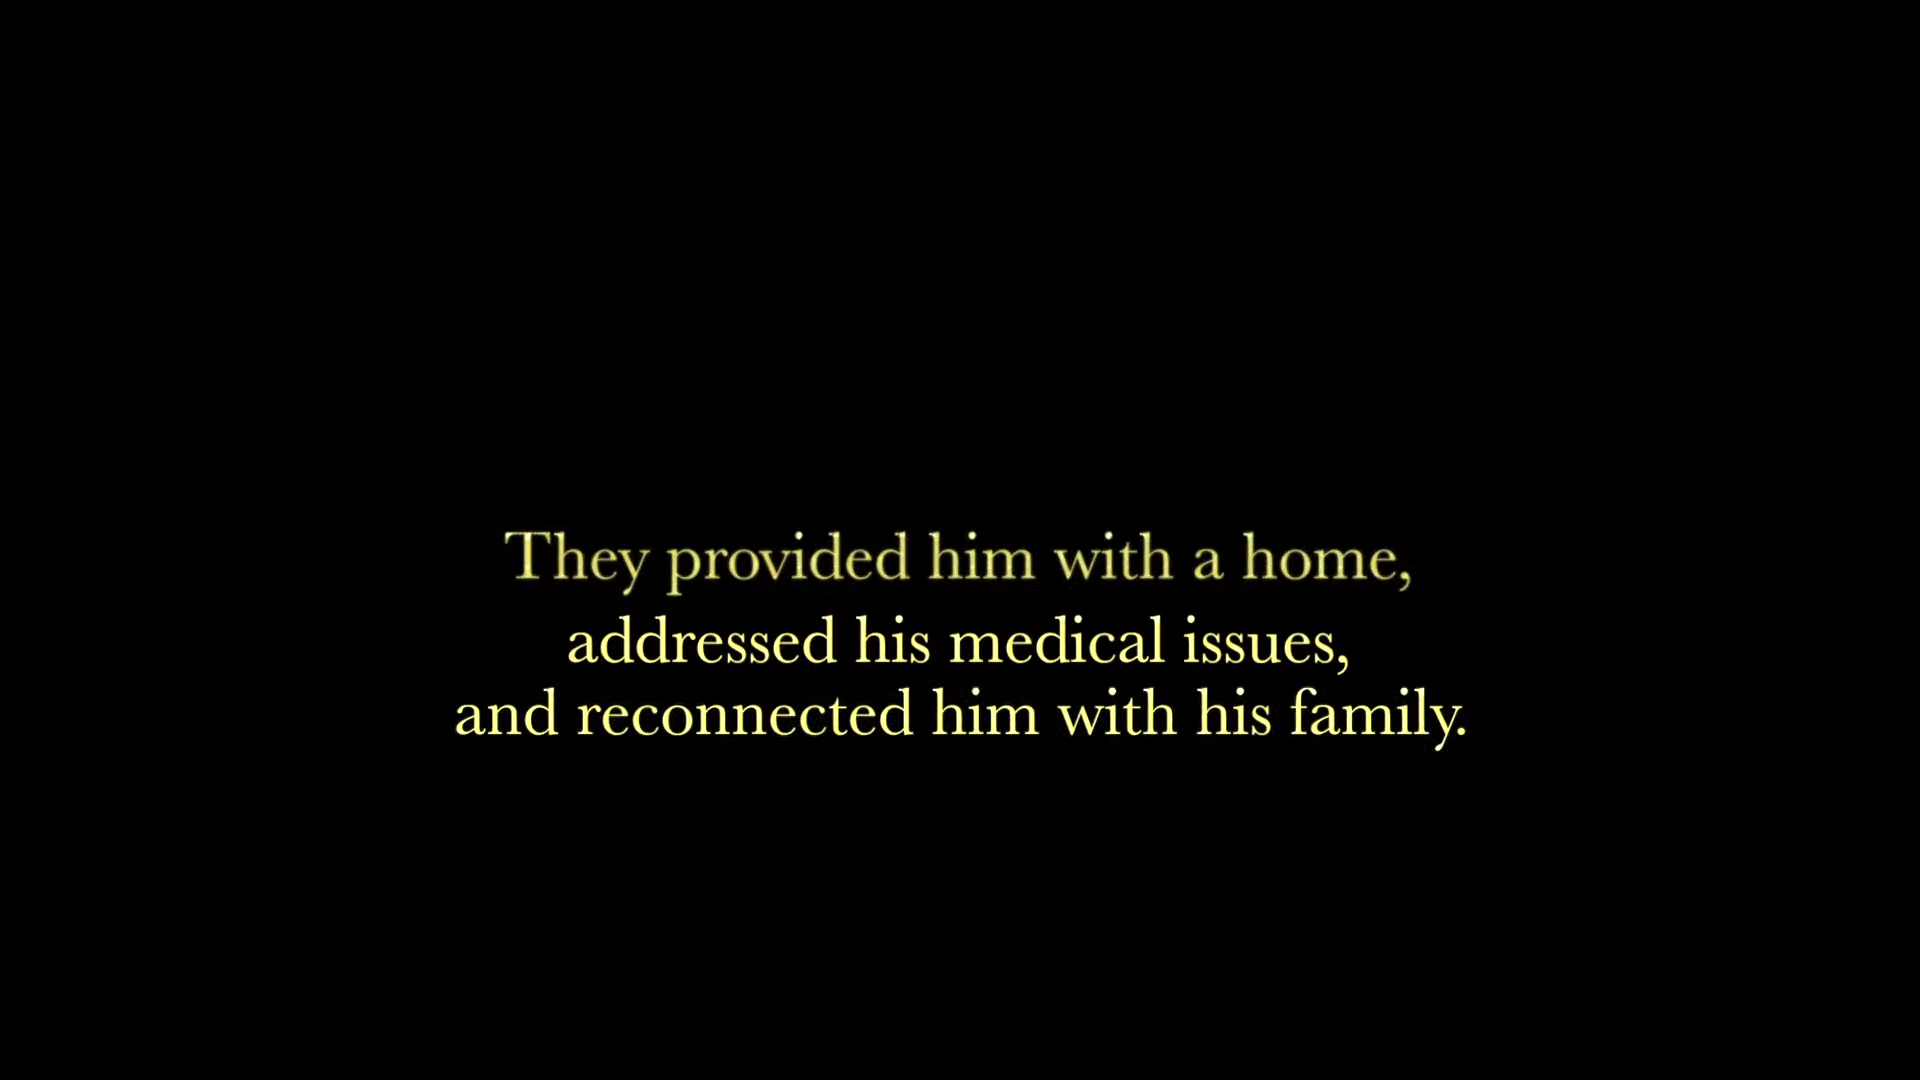 They provided him with a home,
addressed his medical issues,
and reconnected him with his family.